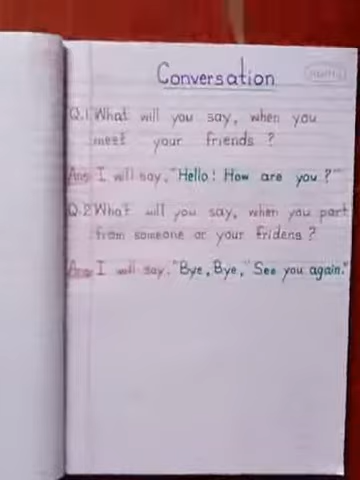 Conversation
Q.1 What will you say, when you
meet your friends ?
Ans I will say, "Hello! How are you ?"
Q.2 What will you say, when you part
from someone or your fridens ?
Ans I will say, "Bye, Bye," "See you again."